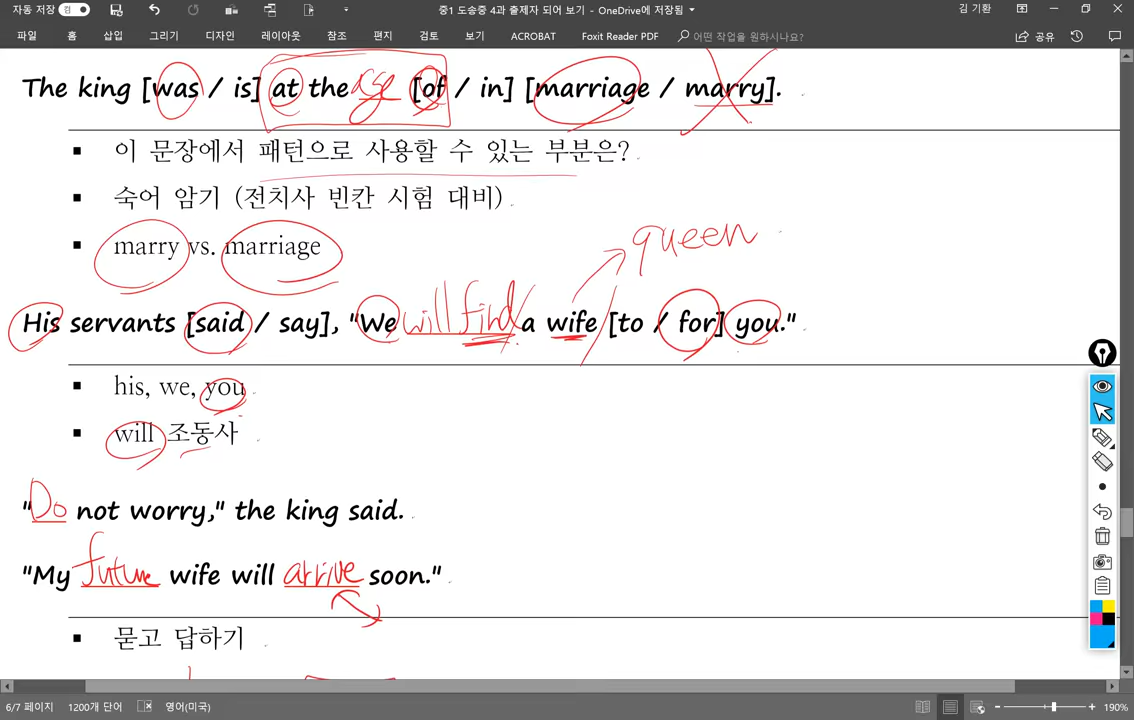 자동 저장 켬 중1 도송중 4과 출제자 되어 보기 - OneDrive에 저장됨 김 기환
파일 홈 삽입 그리기 디자인 레이아웃 참조 편지 검토 보기 ACROBAT Foxit Reader PDF 어떤 작업을 원하시나요? 공유
The king [was / is] at the age [of / in] [marriage / marry].
▪ 이 문장에서 패턴으로 사용할 수 있는 부분은?
▪ 숙어 암기 (전치사 빈칸 시험 대비)
▪ marry vs. marriage
queen
His servants [said / say], "We will find a wife [to / for] you."
▪ his, we, you
▪ will 조동사
"Do not worry," the king said.
"My future wife will arrive soon."
▪ 묻고 답하기
6/7 페이지 1200개 단어 영어(미국) 190%